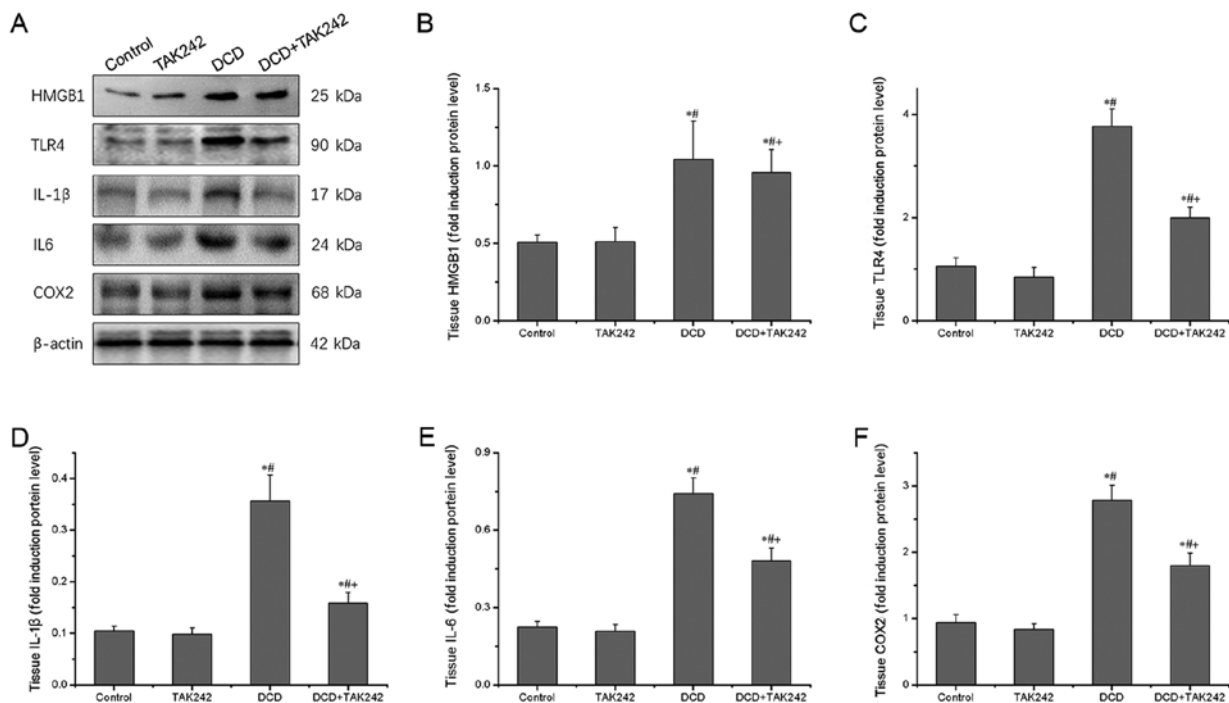 A
Control
TAK242
DCD
DCD+TAK242
HMGB1
25 kDa
TLR4
90 kDa
IL-1β
17 kDa
IL6
24 kDa
COX2
68 kDa
β-actin
42 kDa
B
Tissue HMGB1 (fold induction protein level)
1.5
1.0
0.5
0.0
*#
*#+
Control
TAK242
DCD
DCD+TAK242
C
Tissue TLR4 (fold induction protein level)
4
2
0
*#
*#+
Control
TAK242
DCD
DCD+TAK242
D
Tissue IL-1β (fold induction portein level)
0.4
0.3
0.2
0.1
0.0
*#
*#+
Control
TAK242
DCD
DCD+TAK242
E
Tissue IL-6 (fold induction portein level)
0.9
0.6
0.3
0.0
*#
*#+
Control
TAK242
DCD
DCD+TAK242
F
Tissue COX2 (fold induction protein level)
3
2
1
0
*#
*#+
Control
TAK242
DCD
DCD+TAK242